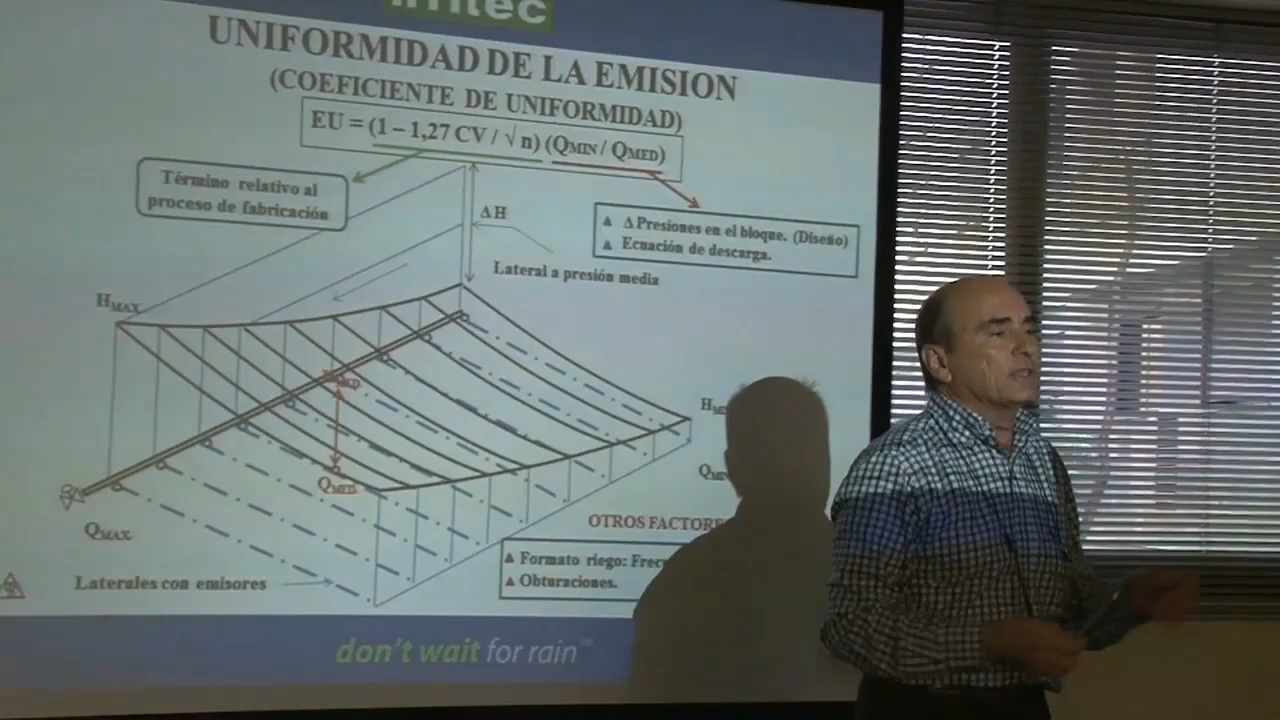 UNIFORMIDAD DE LA EMISION
(COEFICIENTE DE UNIFORMIDAD)
EU = (1 – 1,27 CV / √ n) (QMIN / QMED)
Término relativo al
proceso de fabricación
Δ Presiones en el bloque. (Diseño)
Ecuación de descarga.
Δ H
Lateral a presión media
HMAX
QMED
QMAX
OTROS
Formato riego:
Obturaciones.
Laterales con emisores
don't wait for rain